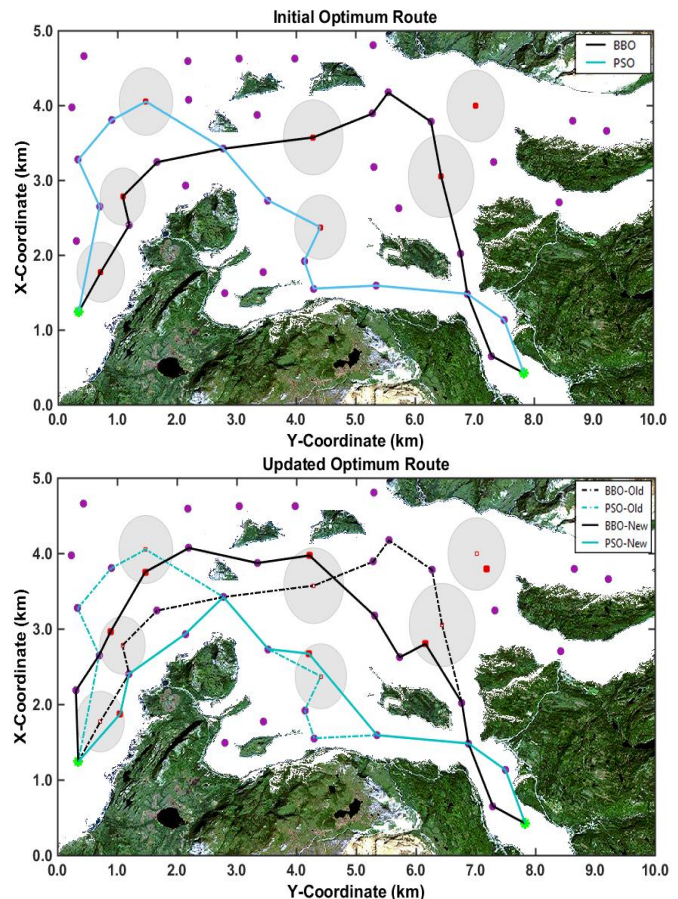 Initial Optimum Route
5.0
BBO
PSO
4.0
3.0
2.0
1.0
0.0
X-Coordinate (km)
0.0 1.0 2.0 3.0 4.0 5.0 6.0 7.0 8.0 9.0 10.0
Y-Coordinate (km)
Updated Optimum Route
5.0
BBO-Old
PSO-Old
BBO-New
PSO-New
4.0
3.0
2.0
1.0
0.0
X-Coordinate (km)
0.0 1.0 2.0 3.0 4.0 5.0 6.0 7.0 8.0 9.0 10.0
Y-Coordinate (km)